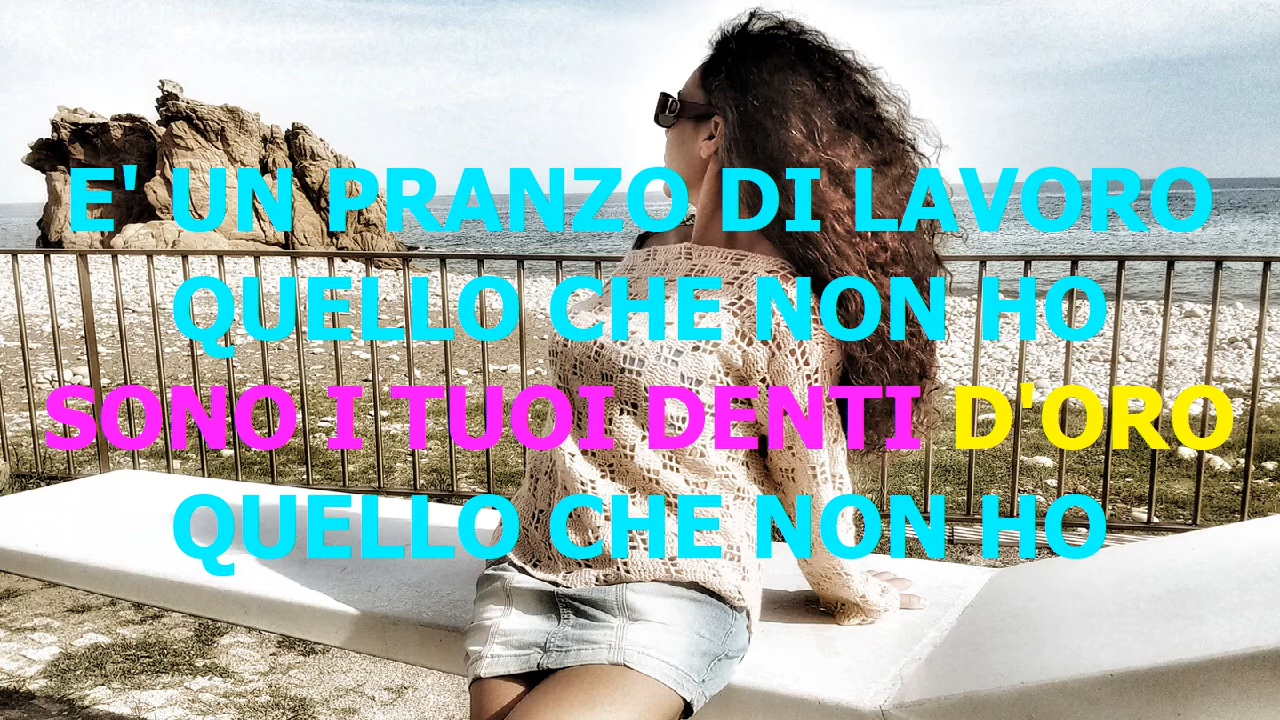 E' UN PRANZO DI LAVORO
QUELLO CHE NON HO
SONO I TUOI DENTI D'ORO
QUELLO CHE NON HO